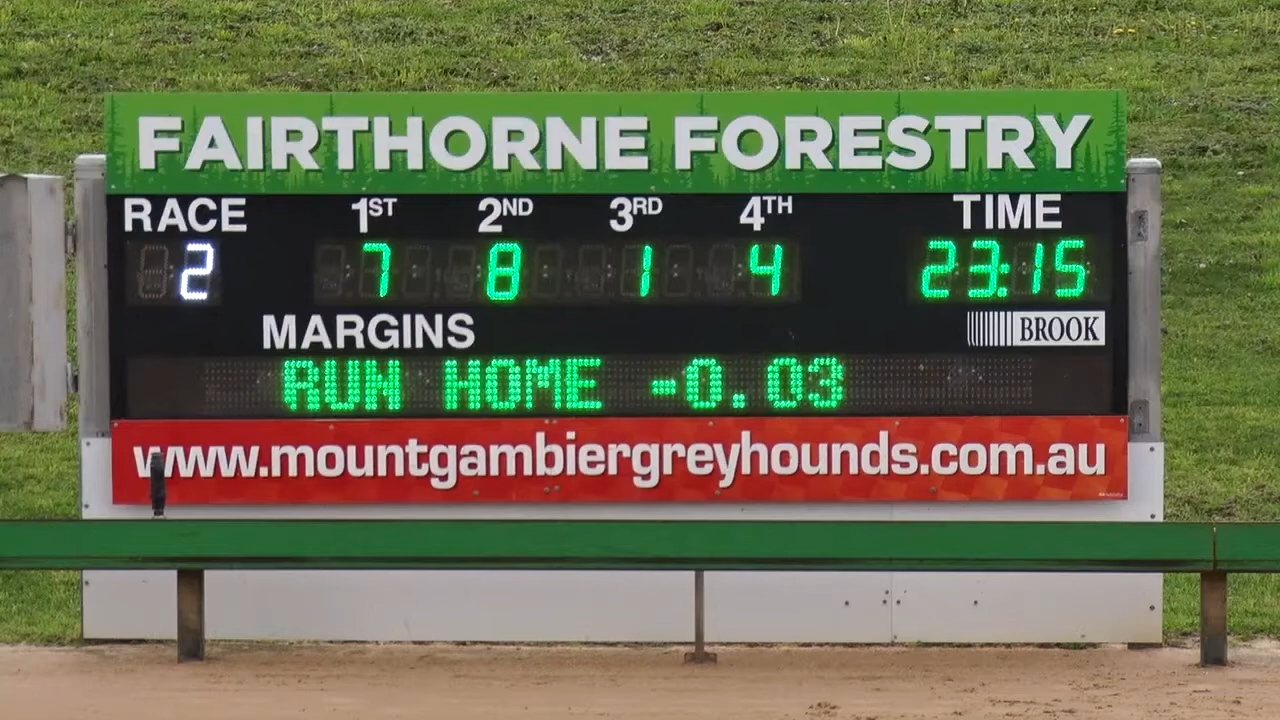 FAIRTHORNE FORESTRY
RACE 1ST 2ND 3RD 4TH TIME
2 7 8 1 4 23:15
MARGINS BROOK
RUN HOME -0.03
www.mountgambiergreyhounds.com.au